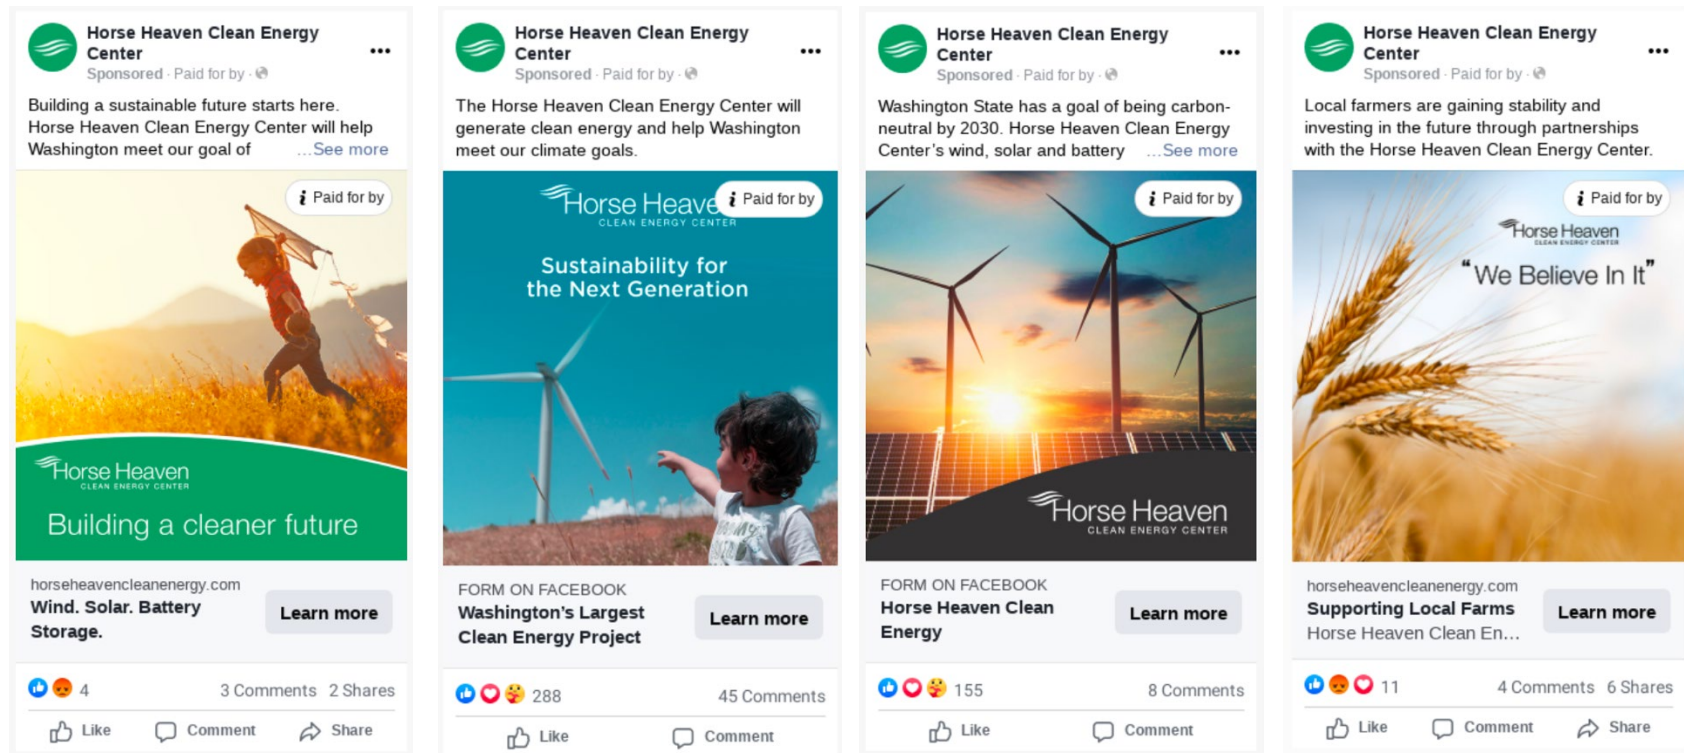 Horse Heaven Clean Energy
Center
Sponsored · Paid for by ·
Building a sustainable future starts here.
Horse Heaven Clean Energy Center will help
Washington meet our goal of ...See more
Paid for by
Horse Heaven
CLEAN ENERGY CENTER
Building a cleaner future
horseheavencleanenergy.com
Wind. Solar. Battery
Storage.
Learn more
4
3 Comments 2 Shares
Like Comment Share
Horse Heaven Clean Energy
Center
Sponsored · Paid for by ·
The Horse Heaven Clean Energy Center will
generate clean energy and help Washington
meet our climate goals.
Horse Heave
Paid for by
CLEAN ENERGY CENTER
Sustainability for
the Next Generation
FORM ON FACEBOOK
Washington's Largest
Clean Energy Project
Learn more
288
45 Comments
Like Comment
Horse Heaven Clean Energy
Center
Sponsored · Paid for by ·
Washington State has a goal of being carbon-
neutral by 2030. Horse Heaven Clean Energy
Center's wind, solar and battery ...See more
Paid for by
Horse Heaven
CLEAN ENERGY CENTER
FORM ON FACEBOOK
Horse Heaven Clean
Energy
Learn more
155
8 Comments
Like Comment
Horse Heaven Clean Energy
Center
Sponsored · Paid for by ·
Local farmers are gaining stability and
investing in the future through partnerships
with the Horse Heaven Clean Energy Center.
Paid for by
Horse Heaven
CLEAN ENERGY CENTER
"We Believe In It"
horseheavencleanenergy.com
Supporting Local Farms
Horse Heaven Clean En...
Learn more
11
4 Comments 6 Shares
Like Comment Share